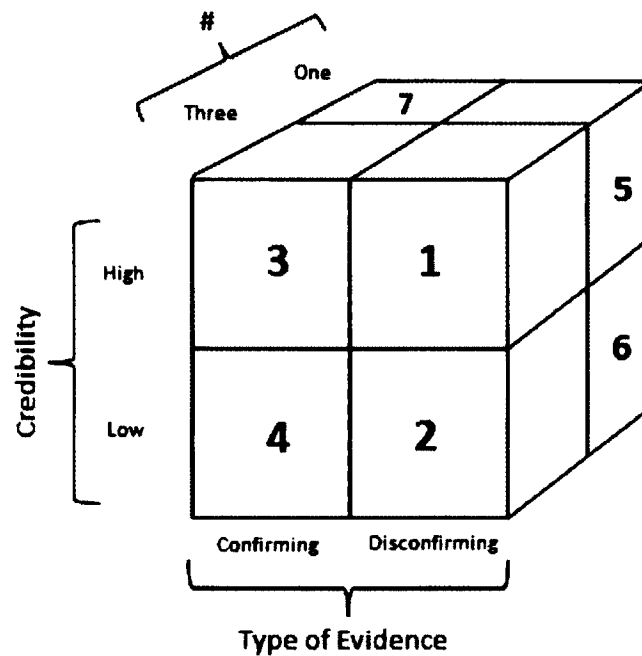 #
One
Three
7
5
3
1
High
Credibility
6
Low
4
2
Confirming
Disconfirming
Type of Evidence